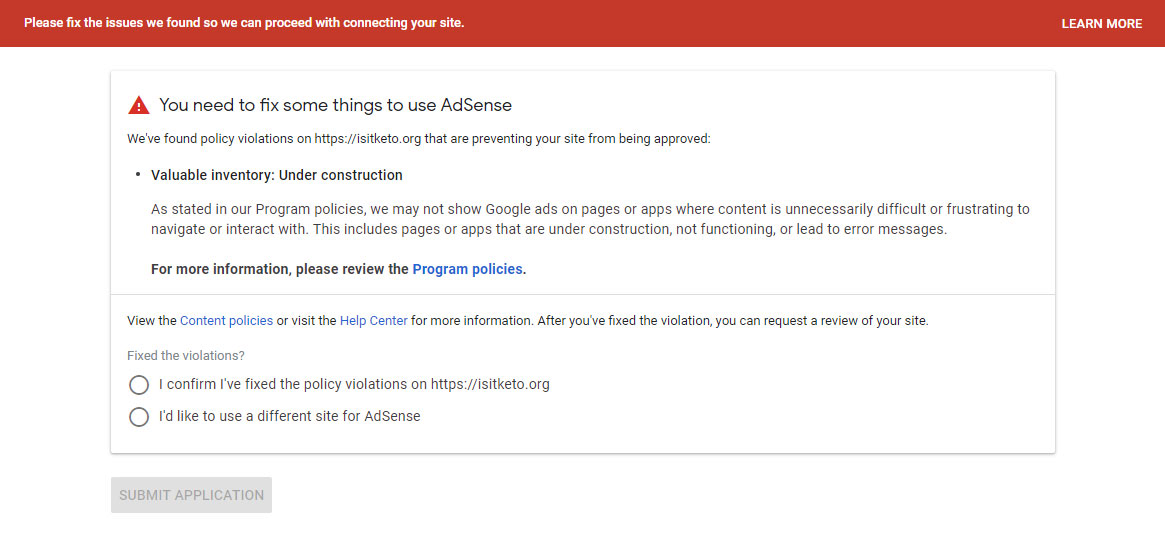 Please fix the issues we found so we can proceed with connecting your site.
LEARN MORE
You need to fix some things to use AdSense
We've found policy violations on https://isitketo.org that are preventing your site from being approved:
• Valuable inventory: Under construction
As stated in our Program policies, we may not show Google ads on pages or apps where content is unnecessarily difficult or frustrating to
navigate or interact with. This includes pages or apps that are under construction, not functioning, or lead to error messages.
For more information, please review the Program policies.
View the Content policies or visit the Help Center for more information. After you've fixed the violation, you can request a review of your site.
Fixed the violations?
I confirm I've fixed the policy violations on https://isitketo.org
I'd like to use a different site for AdSense
SUBMIT APPLICATION